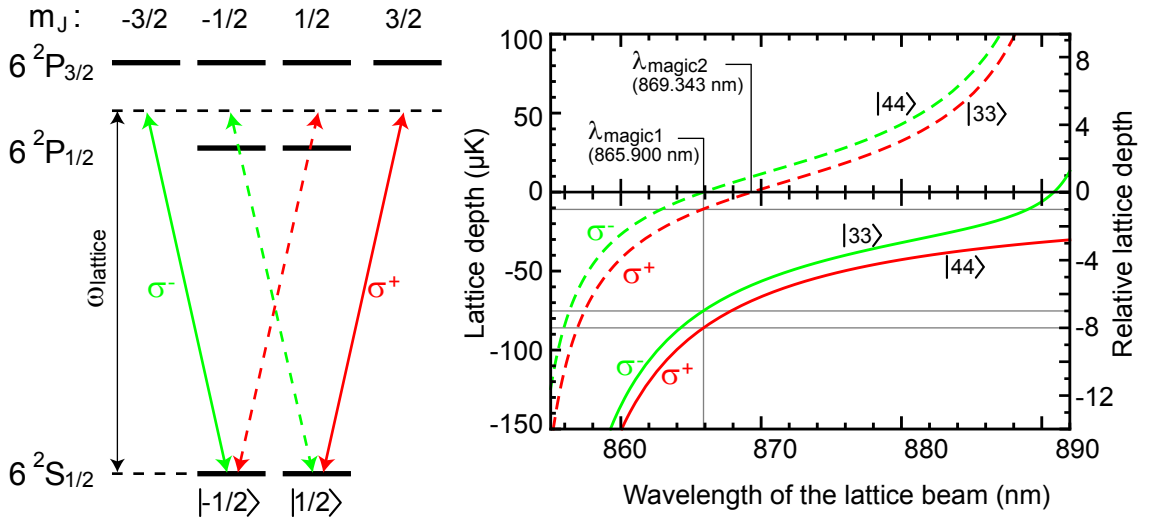 m_J : -3/2 -1/2 1/2 3/2
6 ²P₃/₂
6 ²P₁/₂
ω lattice
σ⁻ σ⁺
6 ²S₁/₂
|-1/2⟩ |1/2⟩
100
50
0
-50
-100
-150
Lattice depth (µK)
860 870 880 890
Wavelength of the lattice beam (nm)
8
4
0
-4
-8
-12
Relative lattice depth
λmagic2
(869.343 nm)
λmagic1
(865.900 nm)
|44⟩
|33⟩
σ⁻
σ⁺
|33⟩
|44⟩
σ⁻
σ⁺